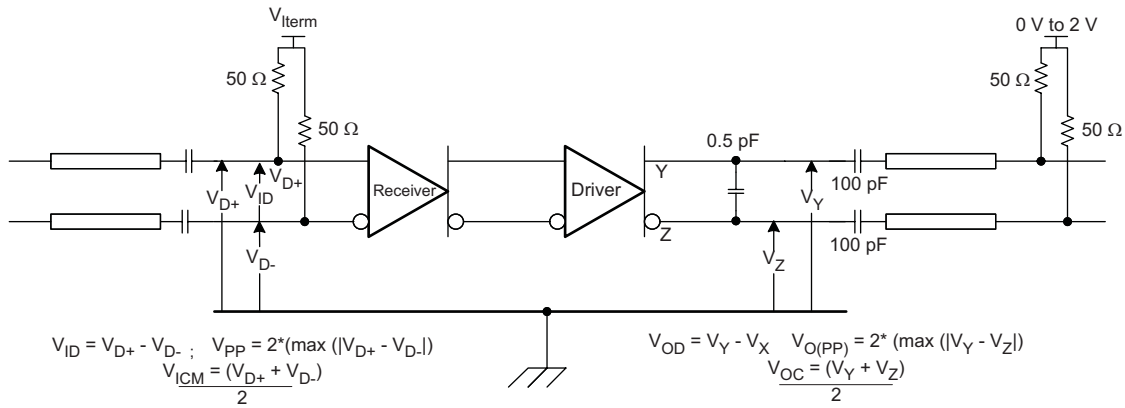 V_Iterm
0 V to 2 V
50 Ω
50 Ω
50 Ω
50 Ω
0.5 pF
V_D+
V_ID
V_D+
Receiver
Driver
Y
V_Y
100 pF
V_D-
Z
V_Z
100 pF
V_ID = V_D+ - V_D- ; V_PP = 2*(max (|V_D+ - V_D-|)
V_ICM = (V_D+ + V_D-)
2
V_OD = V_Y - V_X V_O(PP) = 2* (max (|V_Y - V_Z|)
V_OC = (V_Y + V_Z)
2